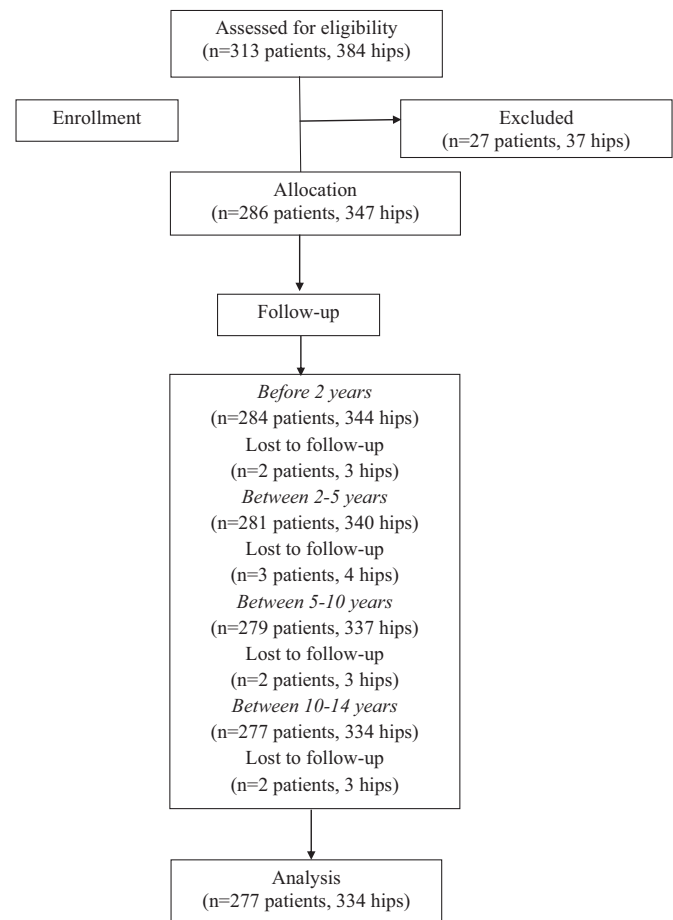 Assessed for eligibility
(n=313 patients, 384 hips)
Enrollment
Excluded
(n=27 patients, 37 hips)
Allocation
(n=286 patients, 347 hips)
Follow-up
Before 2 years
(n=284 patients, 344 hips)
Lost to follow-up
(n=2 patients, 3 hips)
Between 2-5 years
(n=281 patients, 340 hips)
Lost to follow-up
(n=3 patients, 4 hips)
Between 5-10 years
(n=279 patients, 337 hips)
Lost to follow-up
(n=2 patients, 3 hips)
Between 10-14 years
(n=277 patients, 334 hips)
Lost to follow-up
(n=2 patients, 3 hips)
Analysis
(n=277 patients, 334 hips)